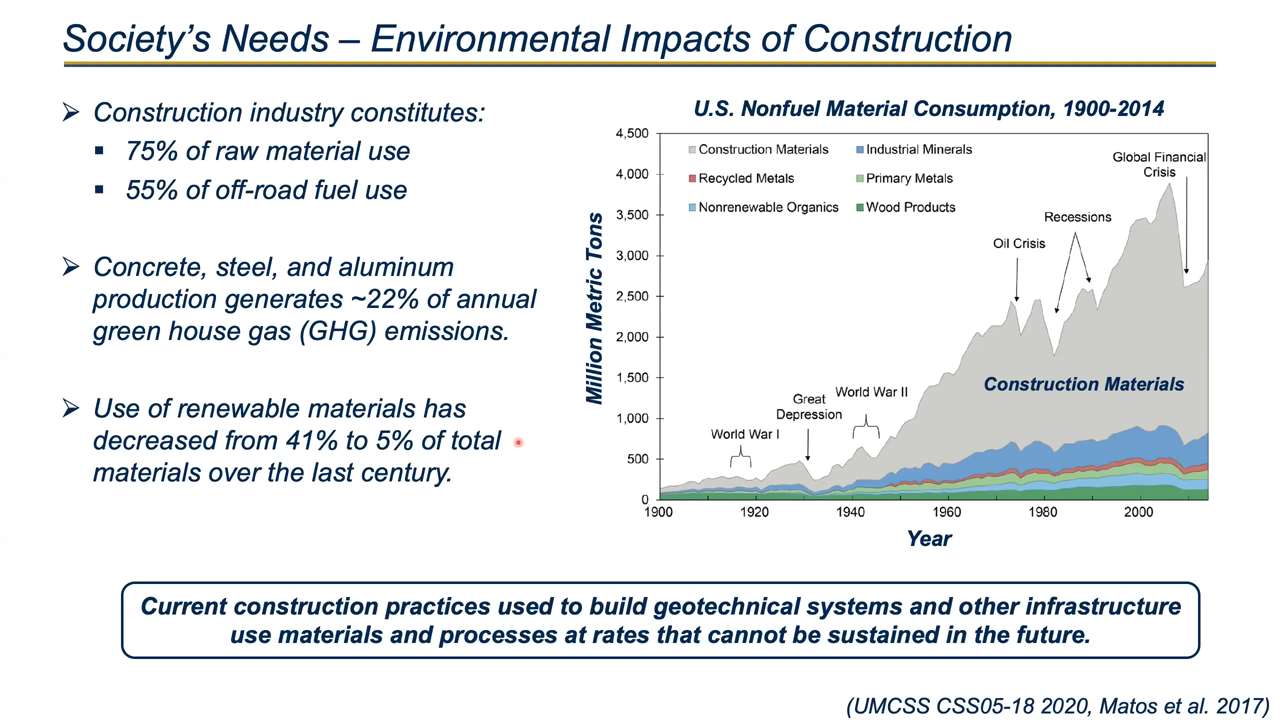 Society's Needs – Environmental Impacts of Construction
➢ Construction industry constitutes:
▪ 75% of raw material use
▪ 55% of off-road fuel use
➢ Concrete, steel, and aluminum
production generates ~22% of annual
green house gas (GHG) emissions.
➢ Use of renewable materials has
decreased from 41% to 5% of total
materials over the last century.
U.S. Nonfuel Material Consumption, 1900-2014
Million Metric Tons
4,500
4,000
3,500
3,000
2,500
2,000
1,500
1,000
500
0
Construction Materials
Industrial Minerals
Recycled Metals
Primary Metals
Nonrenewable Organics
Wood Products
Global Financial
Crisis
Recessions
Oil Crisis
Construction Materials
World War II
Great
Depression
World War I
1900
1920
1940
1960
1980
2000
Year
Current construction practices used to build geotechnical systems and other infrastructure
use materials and processes at rates that cannot be sustained in the future.
(UMCSS CSS05-18 2020, Matos et al. 2017)